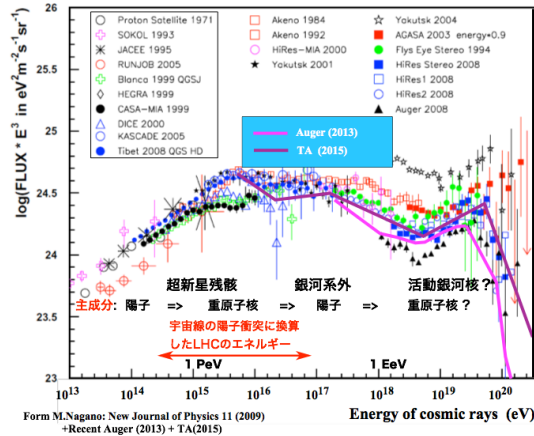 Proton Satellite 1971
SOKOL 1993
JACEE 1995
RUNJOB 2005
Blanca 1999 QGSJ
HEGRA 1999
CASA-MIA 1999
DICE 2000
KASCADE 2005
Tibet 2008 QGS HD
Akeno 1984
Akeno 1992
HiRes-MIA 2000
Yakutsk 2001
Yakutsk 2004
AGASA 2003 energy*0.9
Flys Eye Stereo 1994
HiRes Stereo 2008
HiRes1 2008
HiRes2 2008
Auger 2008
Auger (2013)
TA (2015)
log(FLUX * E³ in eV²m⁻²s⁻¹sr⁻¹)
26
25.5
25
24.5
24
23.5
23
超新星残骸 銀河系外 活動銀河核?
主成分: 陽子 => 重原子核 => 陽子 => 重原子核?
宇宙線の陽子衝突に換算
したLHCのエネルギー
1 PeV 1 EeV
10¹³ 10¹⁴ 10¹⁵ 10¹⁶ 10¹⁷ 10¹⁸ 10¹⁹ 10²⁰
Energy of cosmic rays (eV)
Form M.Nagano: New Journal of Physics 11 (2009)
+Recent Auger (2013) + TA(2015)